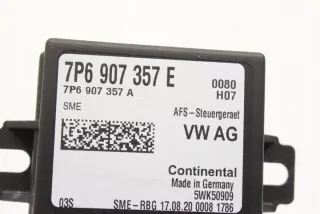 7P6 907 357 E
7P6 907 357 A
0080
H07
SME
AFS-Steuergeraet
VW AG
Continental
Made in Germany
5WK50909
03S
SME-RBG 17.08.20 0008 1786